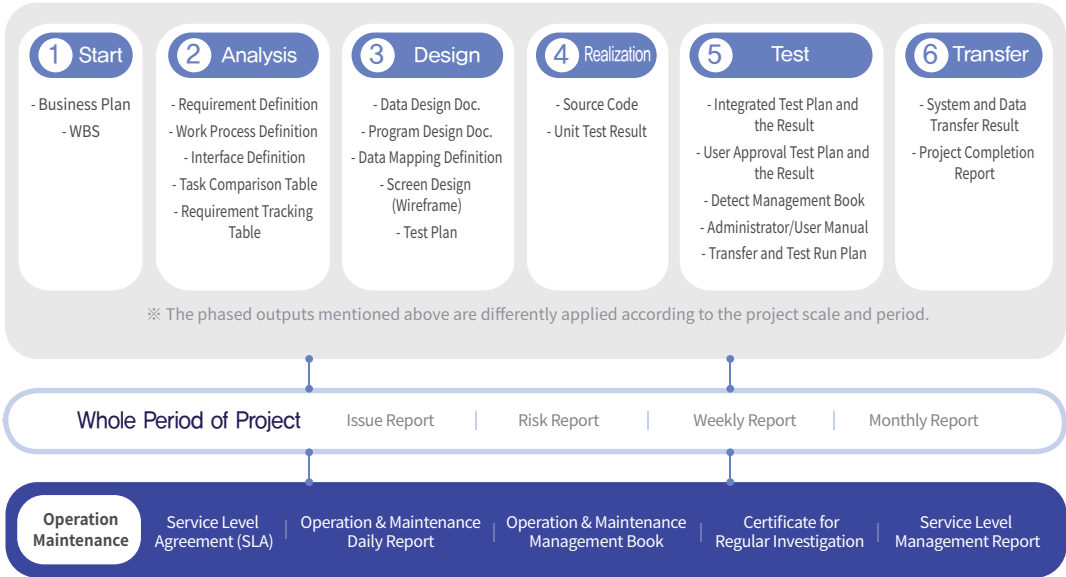 1 Start
- Business Plan
- WBS
2 Analysis
- Requirement Definition
- Work Process Definition
- Interface Definition
- Task Comparison Table
- Requirement Tracking
Table
3 Design
- Data Design Doc.
- Program Design Doc.
- Data Mapping Definition
- Screen Design
(Wireframe)
- Test Plan
4 Realization
- Source Code
- Unit Test Result
5 Test
- Integrated Test Plan and
the Result
- User Approval Test Plan and
the Result
- Detect Management Book
- Administrator/User Manual
- Transfer and Test Run Plan
6 Transfer
- System and Data
Transfer Result
- Project Completion
Report
※ The phased outputs mentioned above are differently applied according to the project scale and period.
Whole Period of Project
Issue Report
Risk Report
Weekly Report
Monthly Report
Operation
Maintenance
Service Level
Agreement (SLA)
Operation & Maintenance
Daily Report
Operation & Maintenance
Management Book
Certificate for
Regular Investigation
Service Level
Management Report